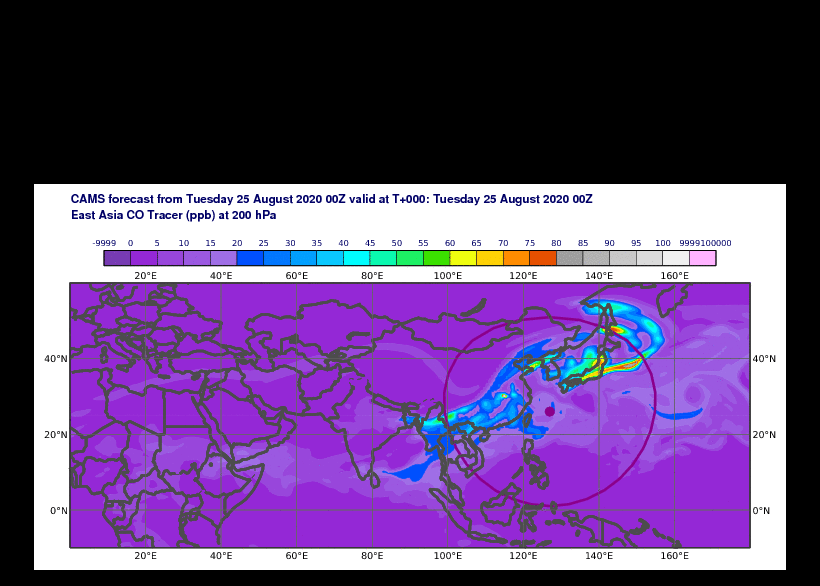 CAMS forecast from Tuesday 25 August 2020 00Z valid at T+000: Tuesday 25 August 2020 00Z
East Asia CO Tracer (ppb) at 200 hPa
-9999 0 5 10 15 20 25 30 35 40 45 50 55 60 65 70 75 80 85 90 95 100 9999100000
20°E 40°E 60°E 80°E 100°E 120°E 140°E 160°E
40°N 40°N
20°N 20°N
0°N 0°N
20°E 40°E 60°E 80°E 100°E 120°E 140°E 160°E